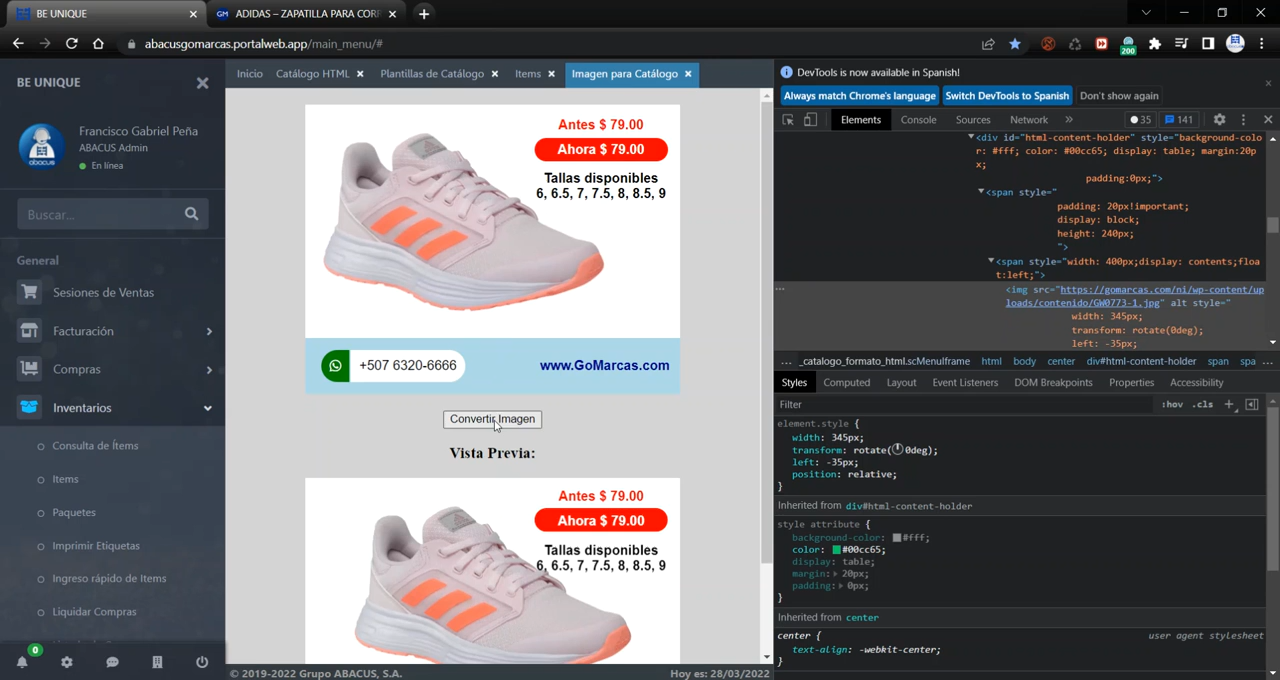 BE UNIQUE
ADIDAS – ZAPATILLA PARA COR
abacusgomarcas.portalweb.app/main_menu/#
200
BE UNIQUE
Francisco Gabriel Peña
ABACUS Admin
En línea
abacus
Buscar...
General
Sesiones de Ventas
Facturación
Compras
Inventarios
Consulta de Ítems
Items
Paquetes
Imprimir Etiquetas
Ingreso rápido de Items
Liquidar Compras
0
Inicio
Catálogo HTML
Plantillas de Catálogo
Items
Imagen para Catálogo
Antes $ 79.00
Ahora $ 79.00
Tallas disponibles
6, 6.5, 7, 7.5, 8, 8.5, 9
+507 6320-6666
www.GoMarcas.com
Convertir Imagen
Vista Previa:
Antes $ 79.00
Ahora $ 79.00
Tallas disponibles
6, 6.5, 7, 7.5, 8, 8.5, 9
© 2019-2022 Grupo ABACUS, S.A.
Hoy es: 28/03/2022
DevTools is now available in Spanish!
Always match Chrome's language
Switch DevTools to Spanish
Don't show again
Elements
Console
Sources
Network
35
141
<div id="html-content-holder" style="background-colo
r: #fff; color: #00cc65; display: table; margin:20p
x;
padding:0px;">
<span style="
padding: 20px!important;
display: block;
height: 240px;
">
<span style="width: 400px;display: contents;floa
t:left;">
<img src="https://gomarcas.com/ni/wp-content/up
loads/contenido/GW0773-1.jpg" alt style="
width: 345px;
transform: rotate(0deg);
left: -35px;
... _catalogo_formato_html.scMenuIframe html body center div#html-content-holder span spa ...
Styles
Computed
Layout
Event Listeners
DOM Breakpoints
Properties
Accessibility
Filter
:hov .cls
element.style {
width: 345px;
transform: rotate(0deg);
left: -35px;
position: relative;
}
Inherited from div#html-content-holder
style attribute {
background-color: #fff;
color: #00cc65;
display: table;
margin: 20px;
padding: 0px;
}
Inherited from center
center {
user agent stylesheet
text-align: -webkit-center;
}